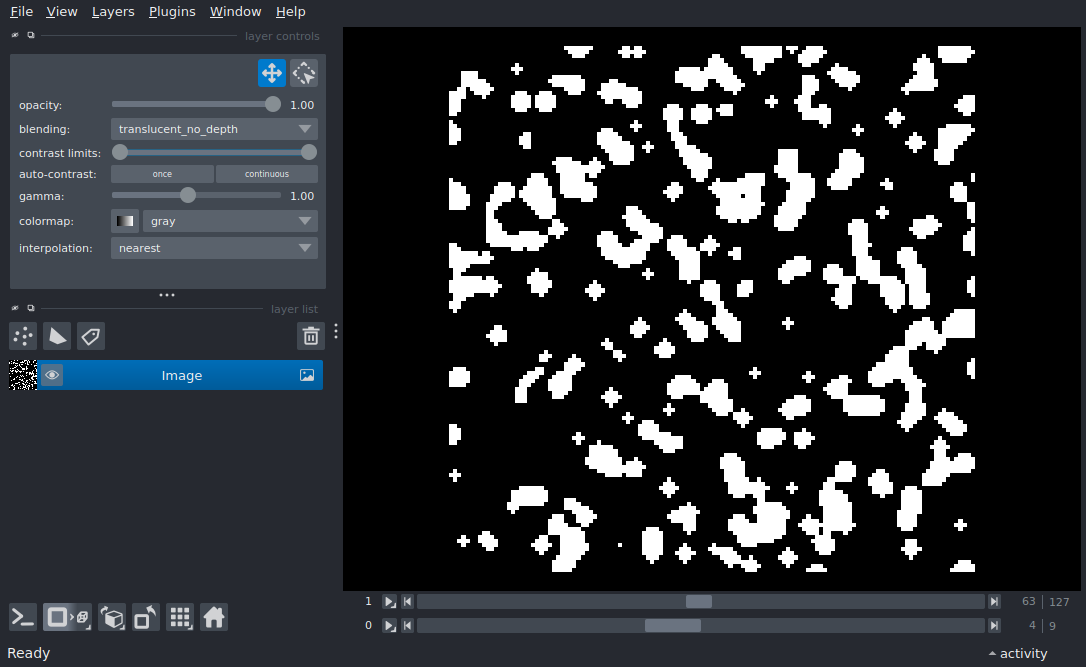 File View Layers Plugins Window Help
layer controls
opacity: 1.00
blending: translucent_no_depth
contrast limits:
auto-contrast: once continuous
gamma: 1.00
colormap: gray
interpolation: nearest
layer list
Image
1 63 127
0 4 9
Ready activity